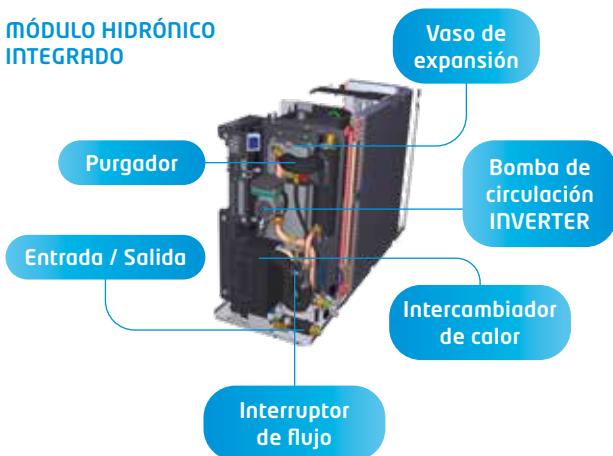 MÓDULO HIDRÓNICO
INTEGRADO
Vaso de
expansión
Purgador
Bomba de
circulación
INVERTER
Entrada / Salida
Intercambiador
de calor
Interruptor
de flujo